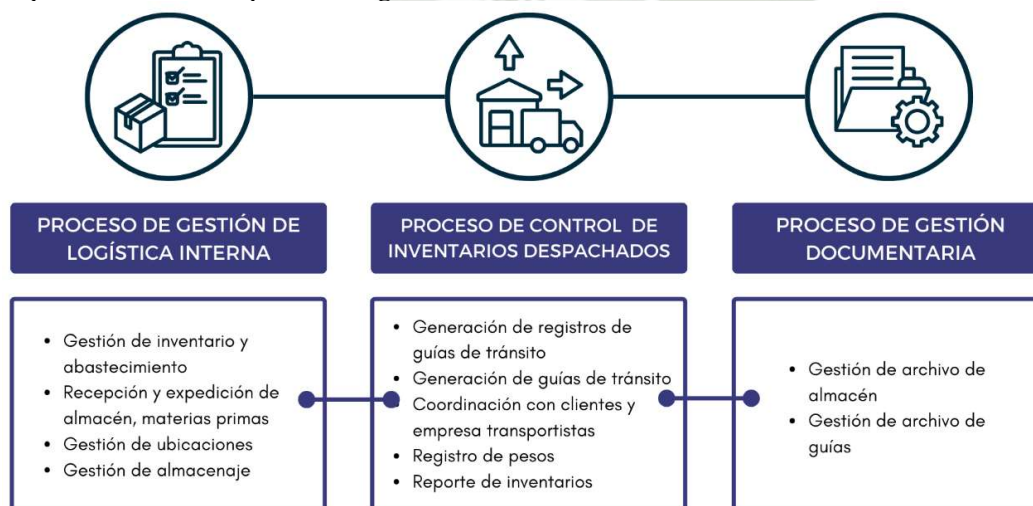 PROCESO DE GESTIÓN DE
LOGÍSTICA INTERNA
• Gestión de inventario y
abastecimiento
• Recepción y expedición de
almacén, materias primas
• Gestión de ubicaciones
• Gestión de almacenaje
PROCESO DE CONTROL DE
INVENTARIOS DESPACHADOS
• Generación de registros de
guías de tránsito
• Generación de guías de tránsito
• Coordinación con clientes y
empresa transportistas
• Registro de pesos
• Reporte de inventarios
PROCESO DE GESTIÓN
DOCUMENTARIA
• Gestión de archivo de
almacén
• Gestión de archivo de
guías